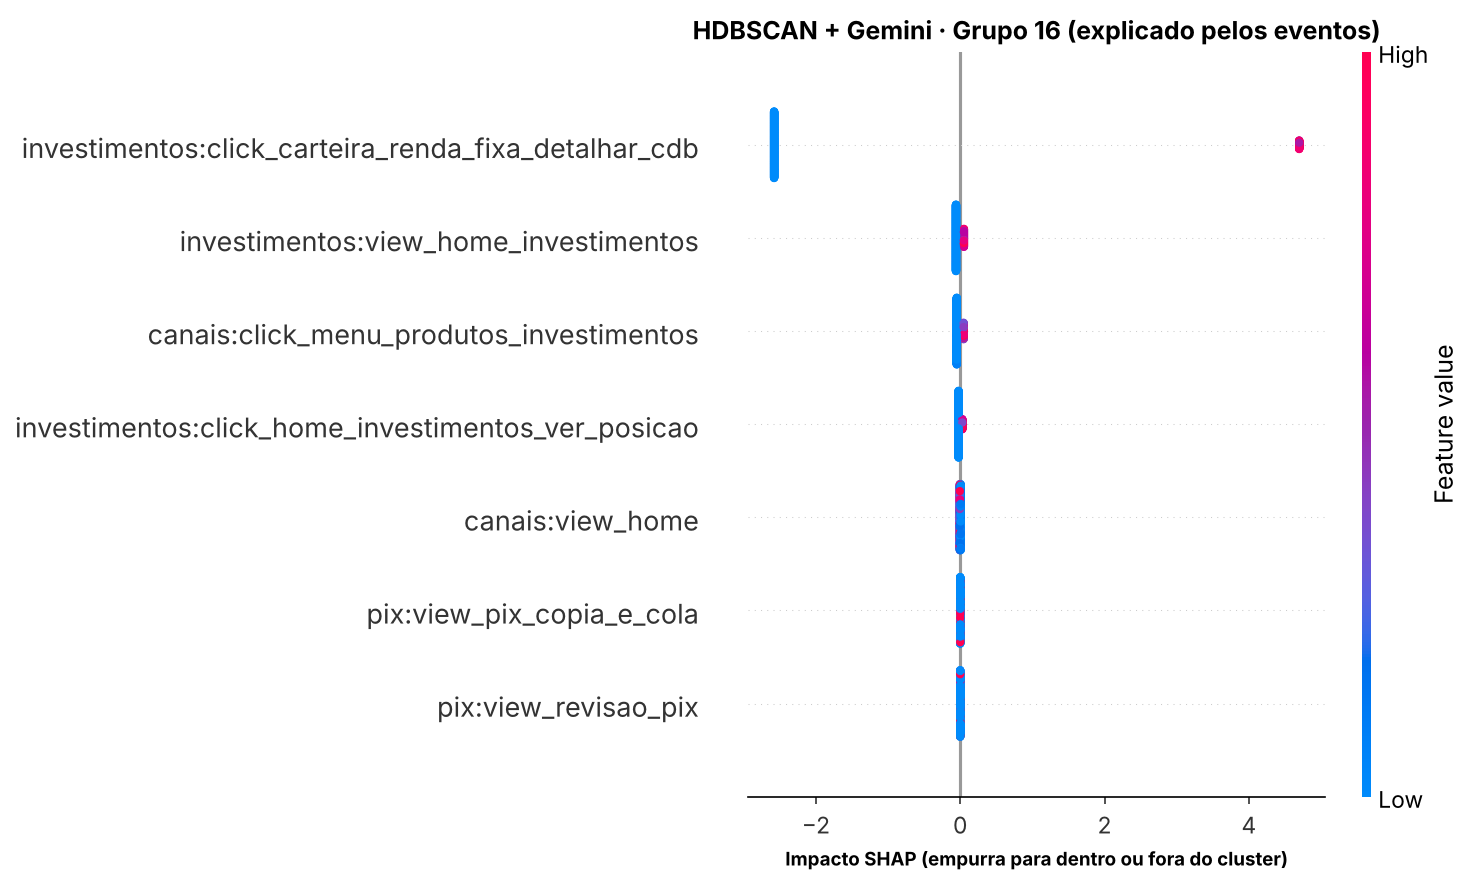 HDBSCAN + Gemini · Grupo 16 (explicado pelos eventos)
High
investimentos:click_carteira_renda_fixa_detalhar_cdb
investimentos:view_home_investimentos
canais:click_menu_produtos_investimentos
investimentos:click_home_investimentos_ver_posicao
canais:view_home
pix:view_pix_copia_e_cola
pix:view_revisao_pix
Feature value
Low
−2
0
2
4
Impacto SHAP (empurra para dentro ou fora do cluster)